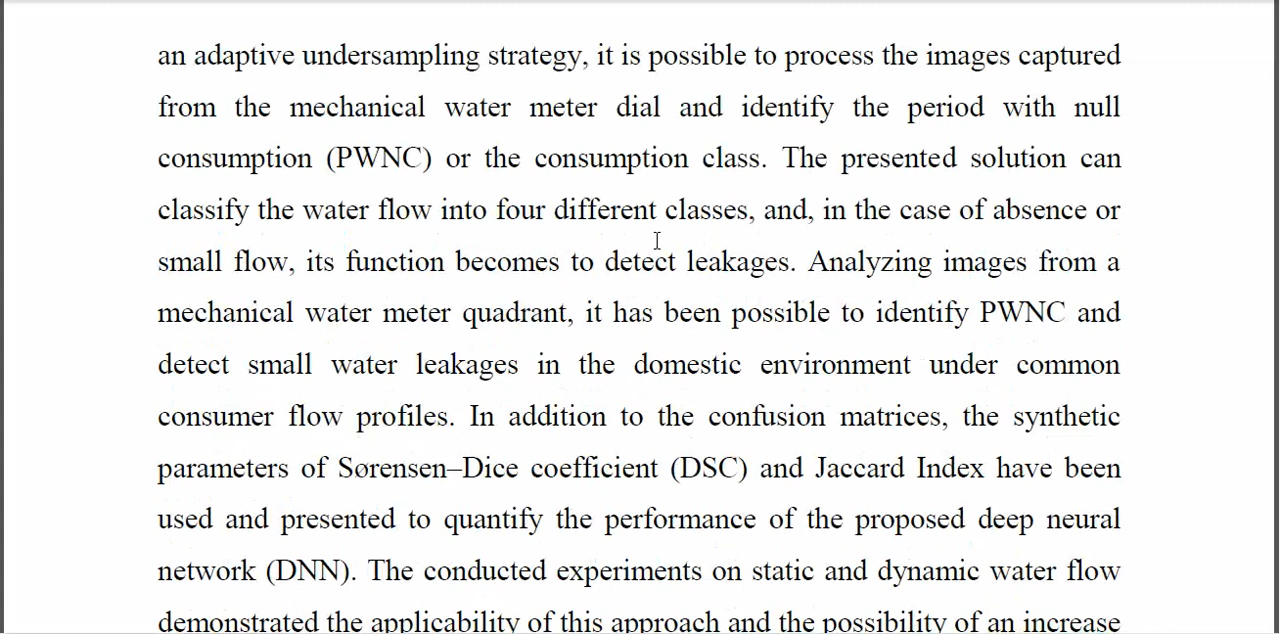 an adaptive undersampling strategy, it is possible to process the images captured
from the mechanical water meter dial and identify the period with null
consumption (PWNC) or the consumption class. The presented solution can
classify the water flow into four different classes, and, in the case of absence or
small flow, its function becomes to detect leakages. Analyzing images from a
mechanical water meter quadrant, it has been possible to identify PWNC and
detect small water leakages in the domestic environment under common
consumer flow profiles. In addition to the confusion matrices, the synthetic
parameters of Sørensen–Dice coefficient (DSC) and Jaccard Index have been
used and presented to quantify the performance of the proposed deep neural
network (DNN). The conducted experiments on static and dynamic water flow
demonstrated the applicability of this approach and the possibility of an increase